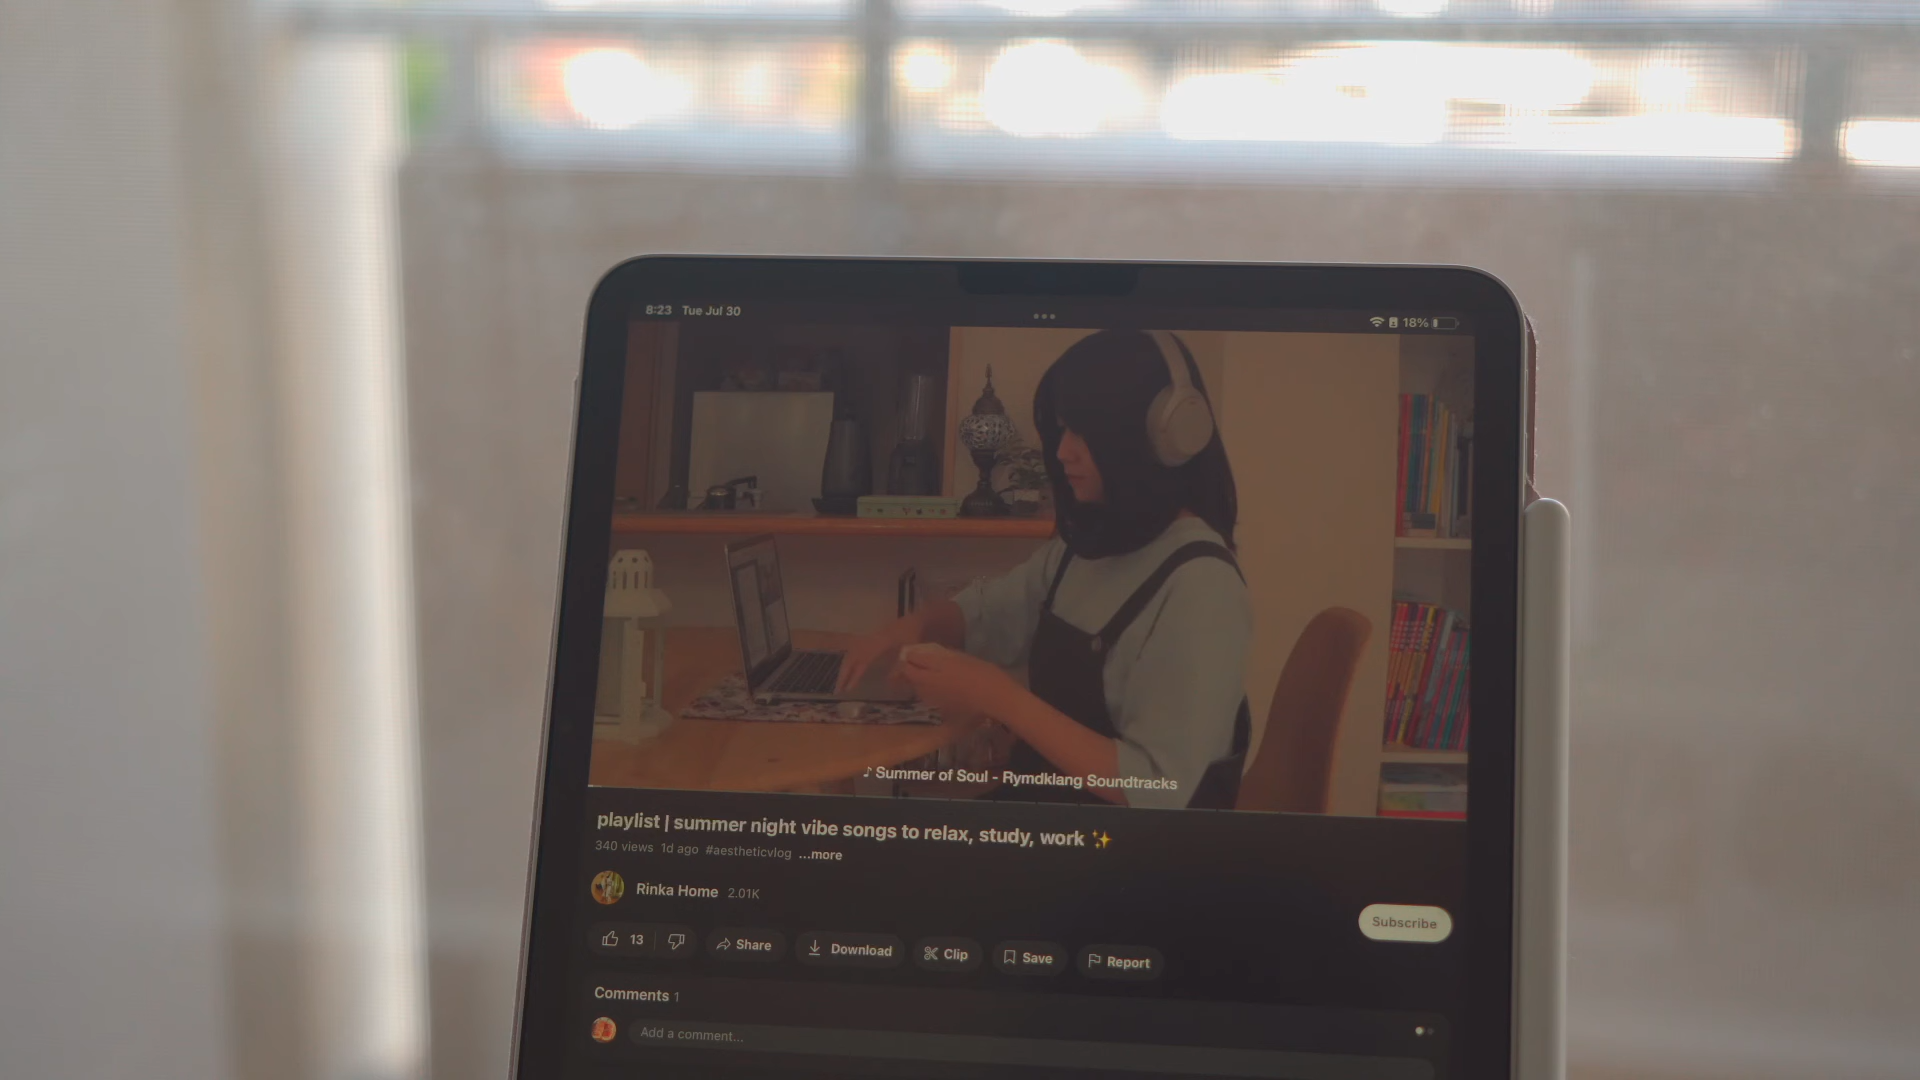 8:23 Tue Jul 30
18%
♪ Summer of Soul - Rymdklang Soundtracks
playlist | summer night vibe songs to relax, study, work ✨
340 views 1d ago #aestheticvlog ...more
Rinka Home 2.01K
Subscribe
13 Share Download Clip Save Report
Comments 1
Add a comment...